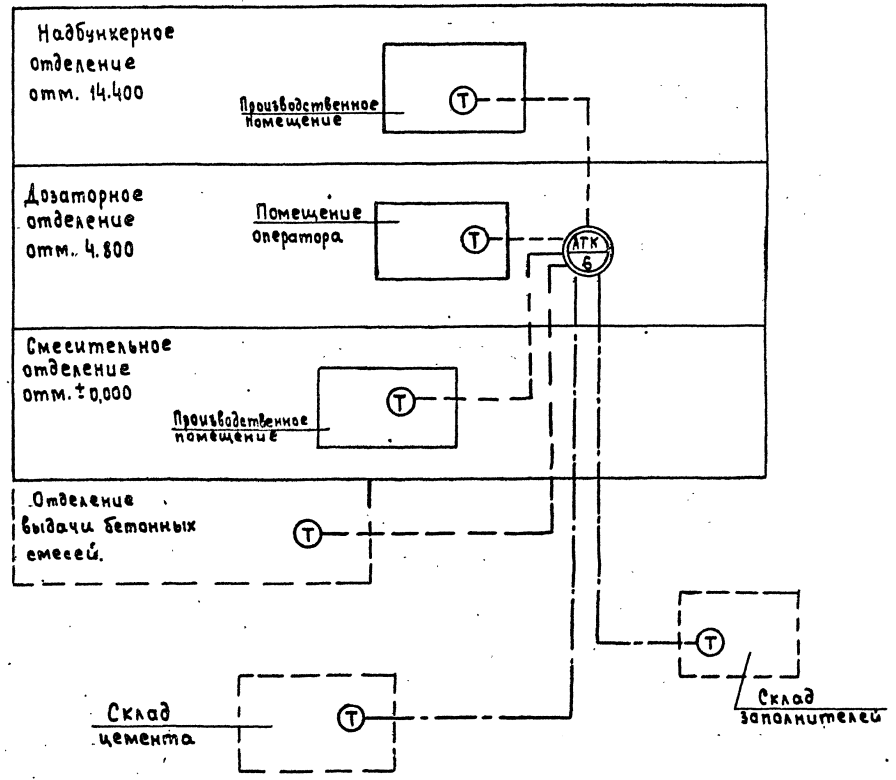 Надбункерное
отделение
отм. 14.400
Производственное
помещение
Т
Дозаторное
отделение
отм. 4.800
Помещение
оператора
Т
АТК
6
Смесительное
отделение
отм. ±0,000
Производственное
помещение
Т
Отделение
выдачи бетонных
смесей.
Т
Т
Склад
заполнителей
Склад
цемента
Т